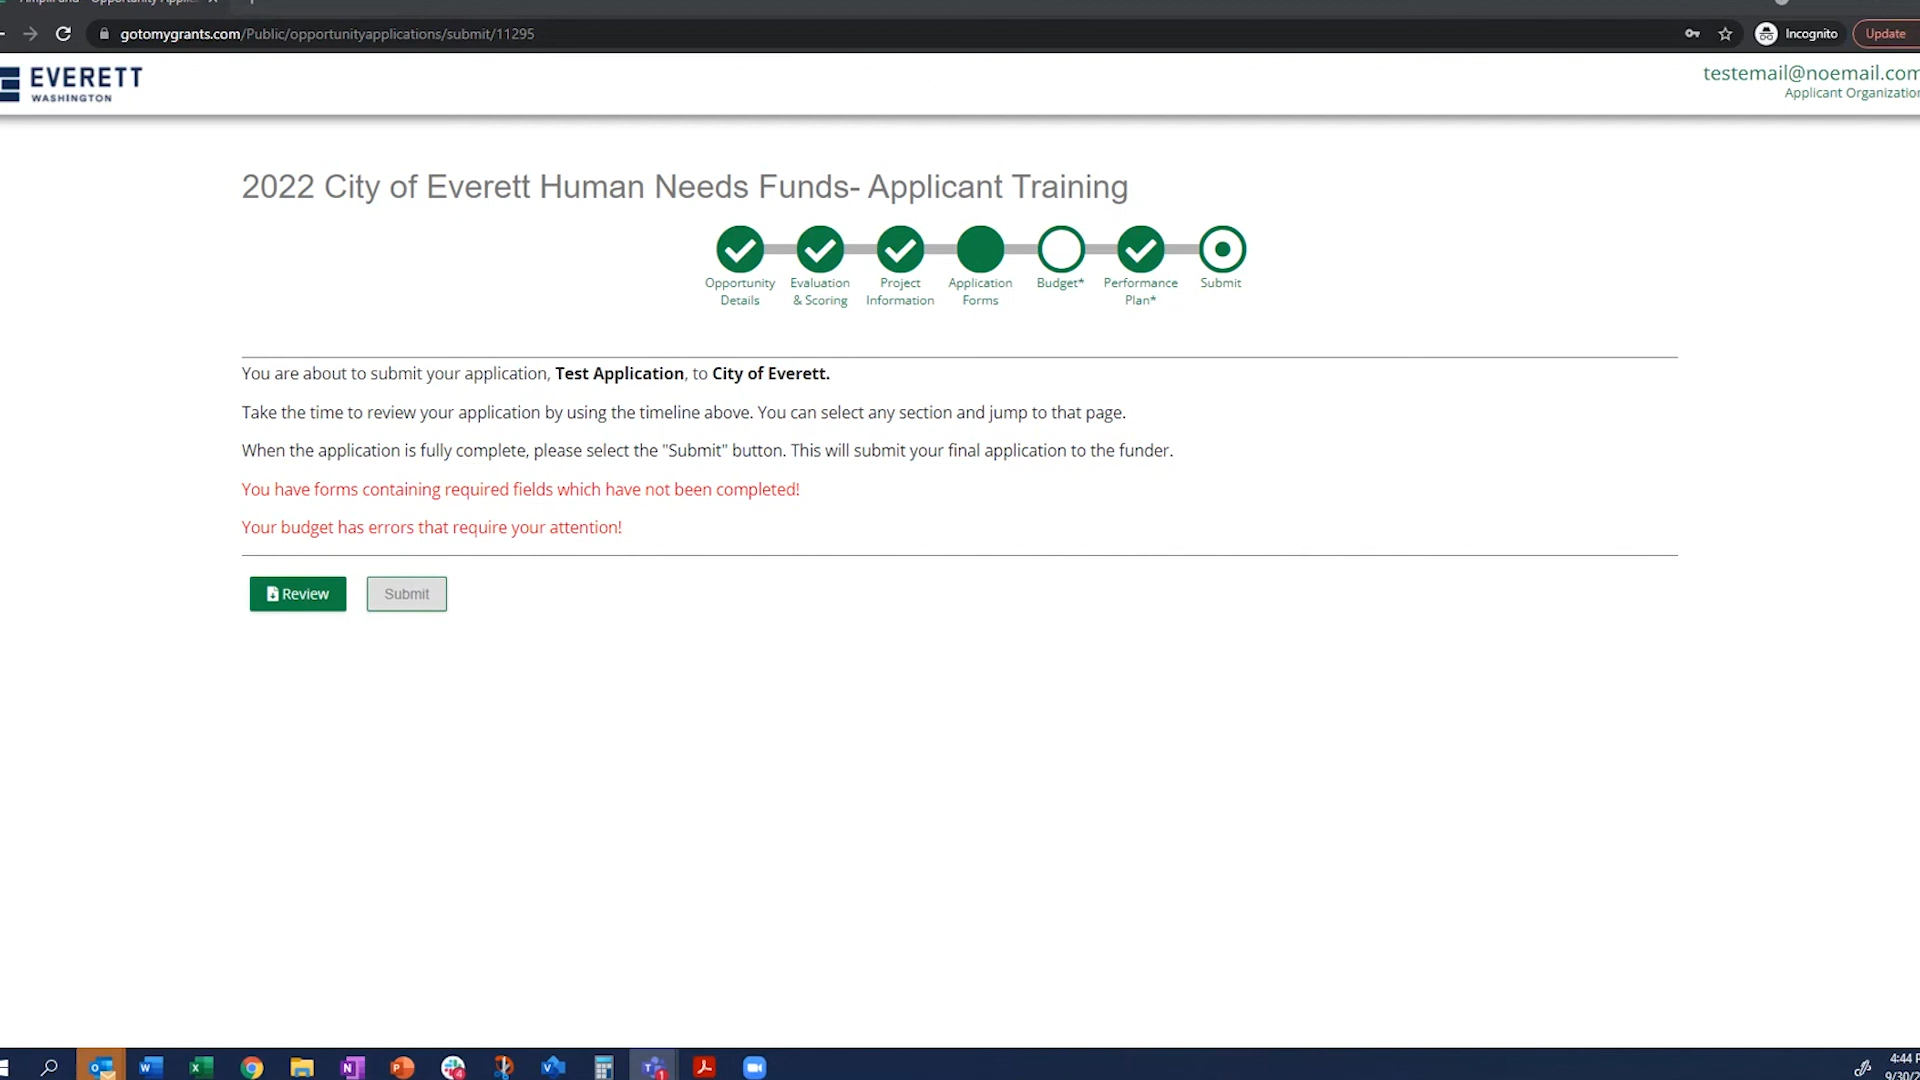 gotomygrants.com/Public/opportunityapplications/submit/11295
Incognito
Update
EVERETT
WASHINGTON
testemail@noemail.com
Applicant Organization
2022 City of Everett Human Needs Funds- Applicant Training
Opportunity Details
Evaluation & Scoring
Project Information
Application Forms
Budget*
Performance Plan*
Submit
You are about to submit your application, Test Application, to City of Everett.
Take the time to review your application by using the timeline above. You can select any section and jump to that page.
When the application is fully complete, please select the "Submit" button. This will submit your final application to the funder.
You have forms containing required fields which have not been completed!
Your budget has errors that require your attention!
Review
Submit
4:44 P
9/30/2